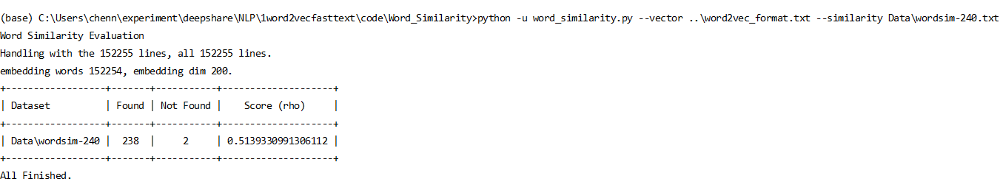 (base) C:\Users\chenn\experiment\deepshare\NLP\1word2vecfasttext\code\Word_Similarity>python -u word_similarity.py --vector ..\word2vec_format.txt --similarity Data\wordsim-240.txt
Word Similarity Evaluation
Handling with the 152255 lines, all 152255 lines.
embedding words 152254, embedding dim 200.
+------------------+-------+-----------+--------------------+
| Dataset          | Found | Not Found |    Score (rho)     |
+------------------+-------+-----------+--------------------+
| Data\wordsim-240 |  238  |     2     | 0.5139330991306112 |
+------------------+-------+-----------+--------------------+
All Finished.